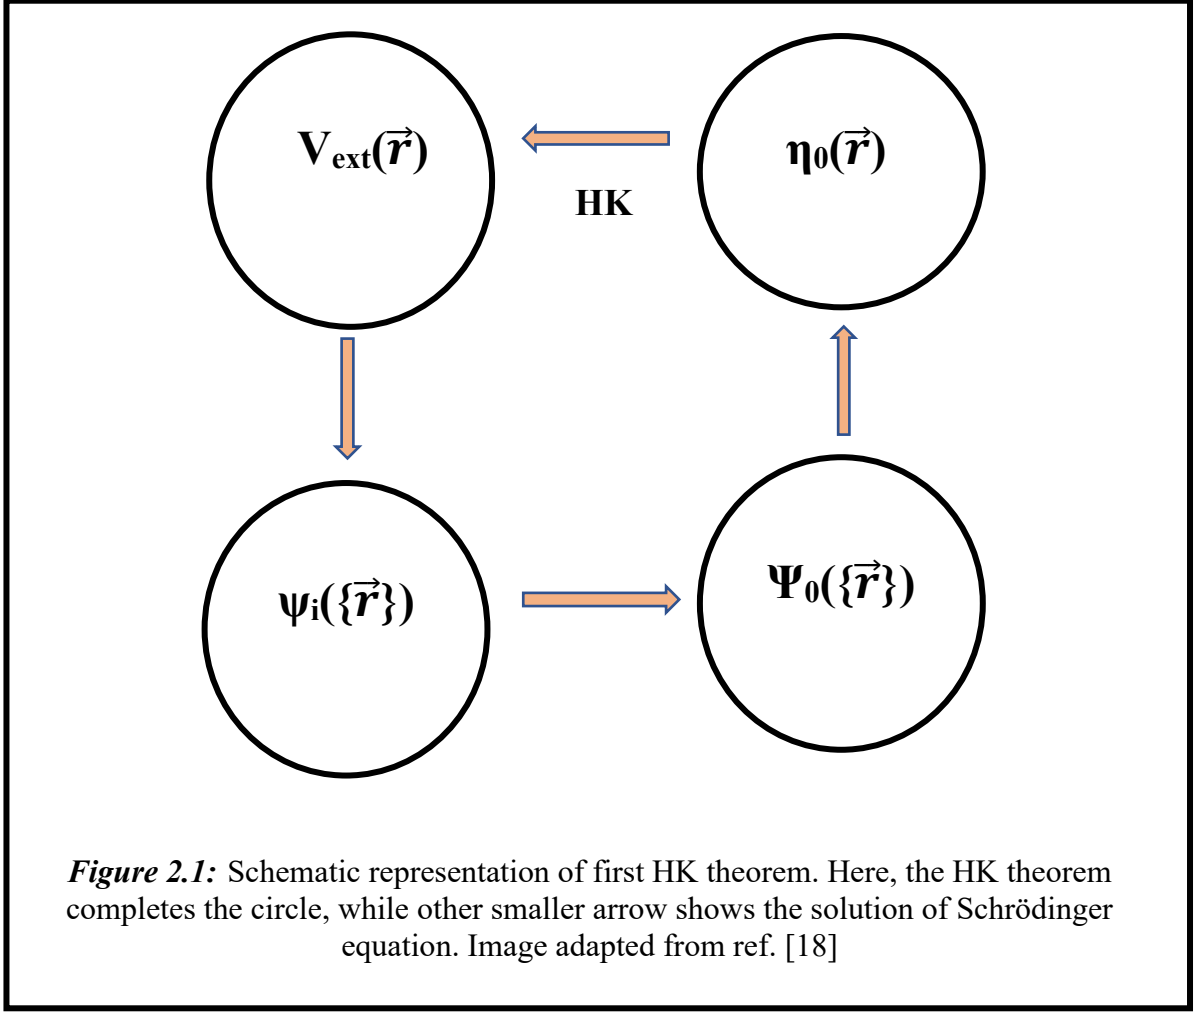 V_ext(r⃗)
η₀(r⃗)
HK
ψᵢ({r⃗})
Ψ₀({r⃗})
Figure 2.1: Schematic representation of first HK theorem. Here, the HK theorem
completes the circle, while other smaller arrow shows the solution of Schrödinger
equation. Image adapted from ref. [18]